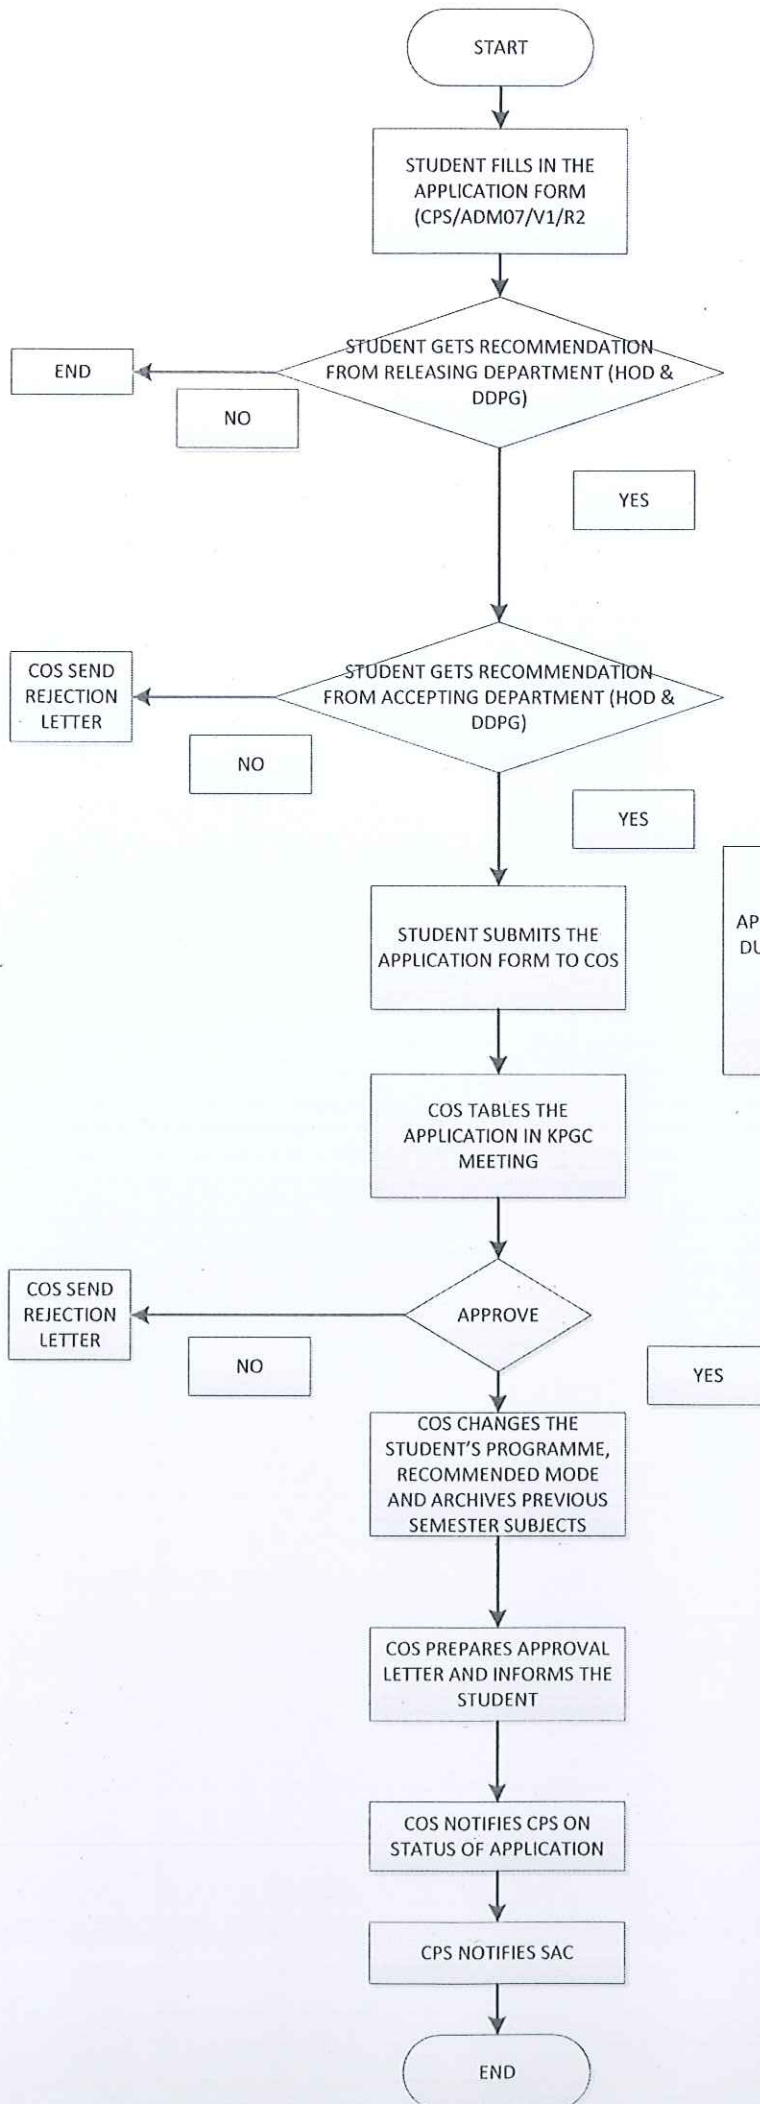 START
STUDENT FILLS IN THE
APPLICATION FORM
(CPS/ADM07/V1/R2
STUDENT GETS RECOMMENDATION
FROM RELEASING DEPARTMENT (HOD &
DDPG)
END
NO
YES
STUDENT GETS RECOMMENDATION
FROM ACCEPTING DEPARTMENT (HOD &
DDPG)
COS SEND
REJECTION
LETTER
NO
YES
STUDENT SUBMITS THE
APPLICATION FORM TO COS
AP
DU
COS TABLES THE
APPLICATION IN KPGC
MEETING
APPROVE
COS SEND
REJECTION
LETTER
NO
YES
COS CHANGES THE
STUDENT'S PROGRAMME,
RECOMMENDED MODE
AND ARCHIVES PREVIOUS
SEMESTER SUBJECTS
COS PREPARES APPROVAL
LETTER AND INFORMS THE
STUDENT
COS NOTIFIES CPS ON
STATUS OF APPLICATION
CPS NOTIFIES SAC
END